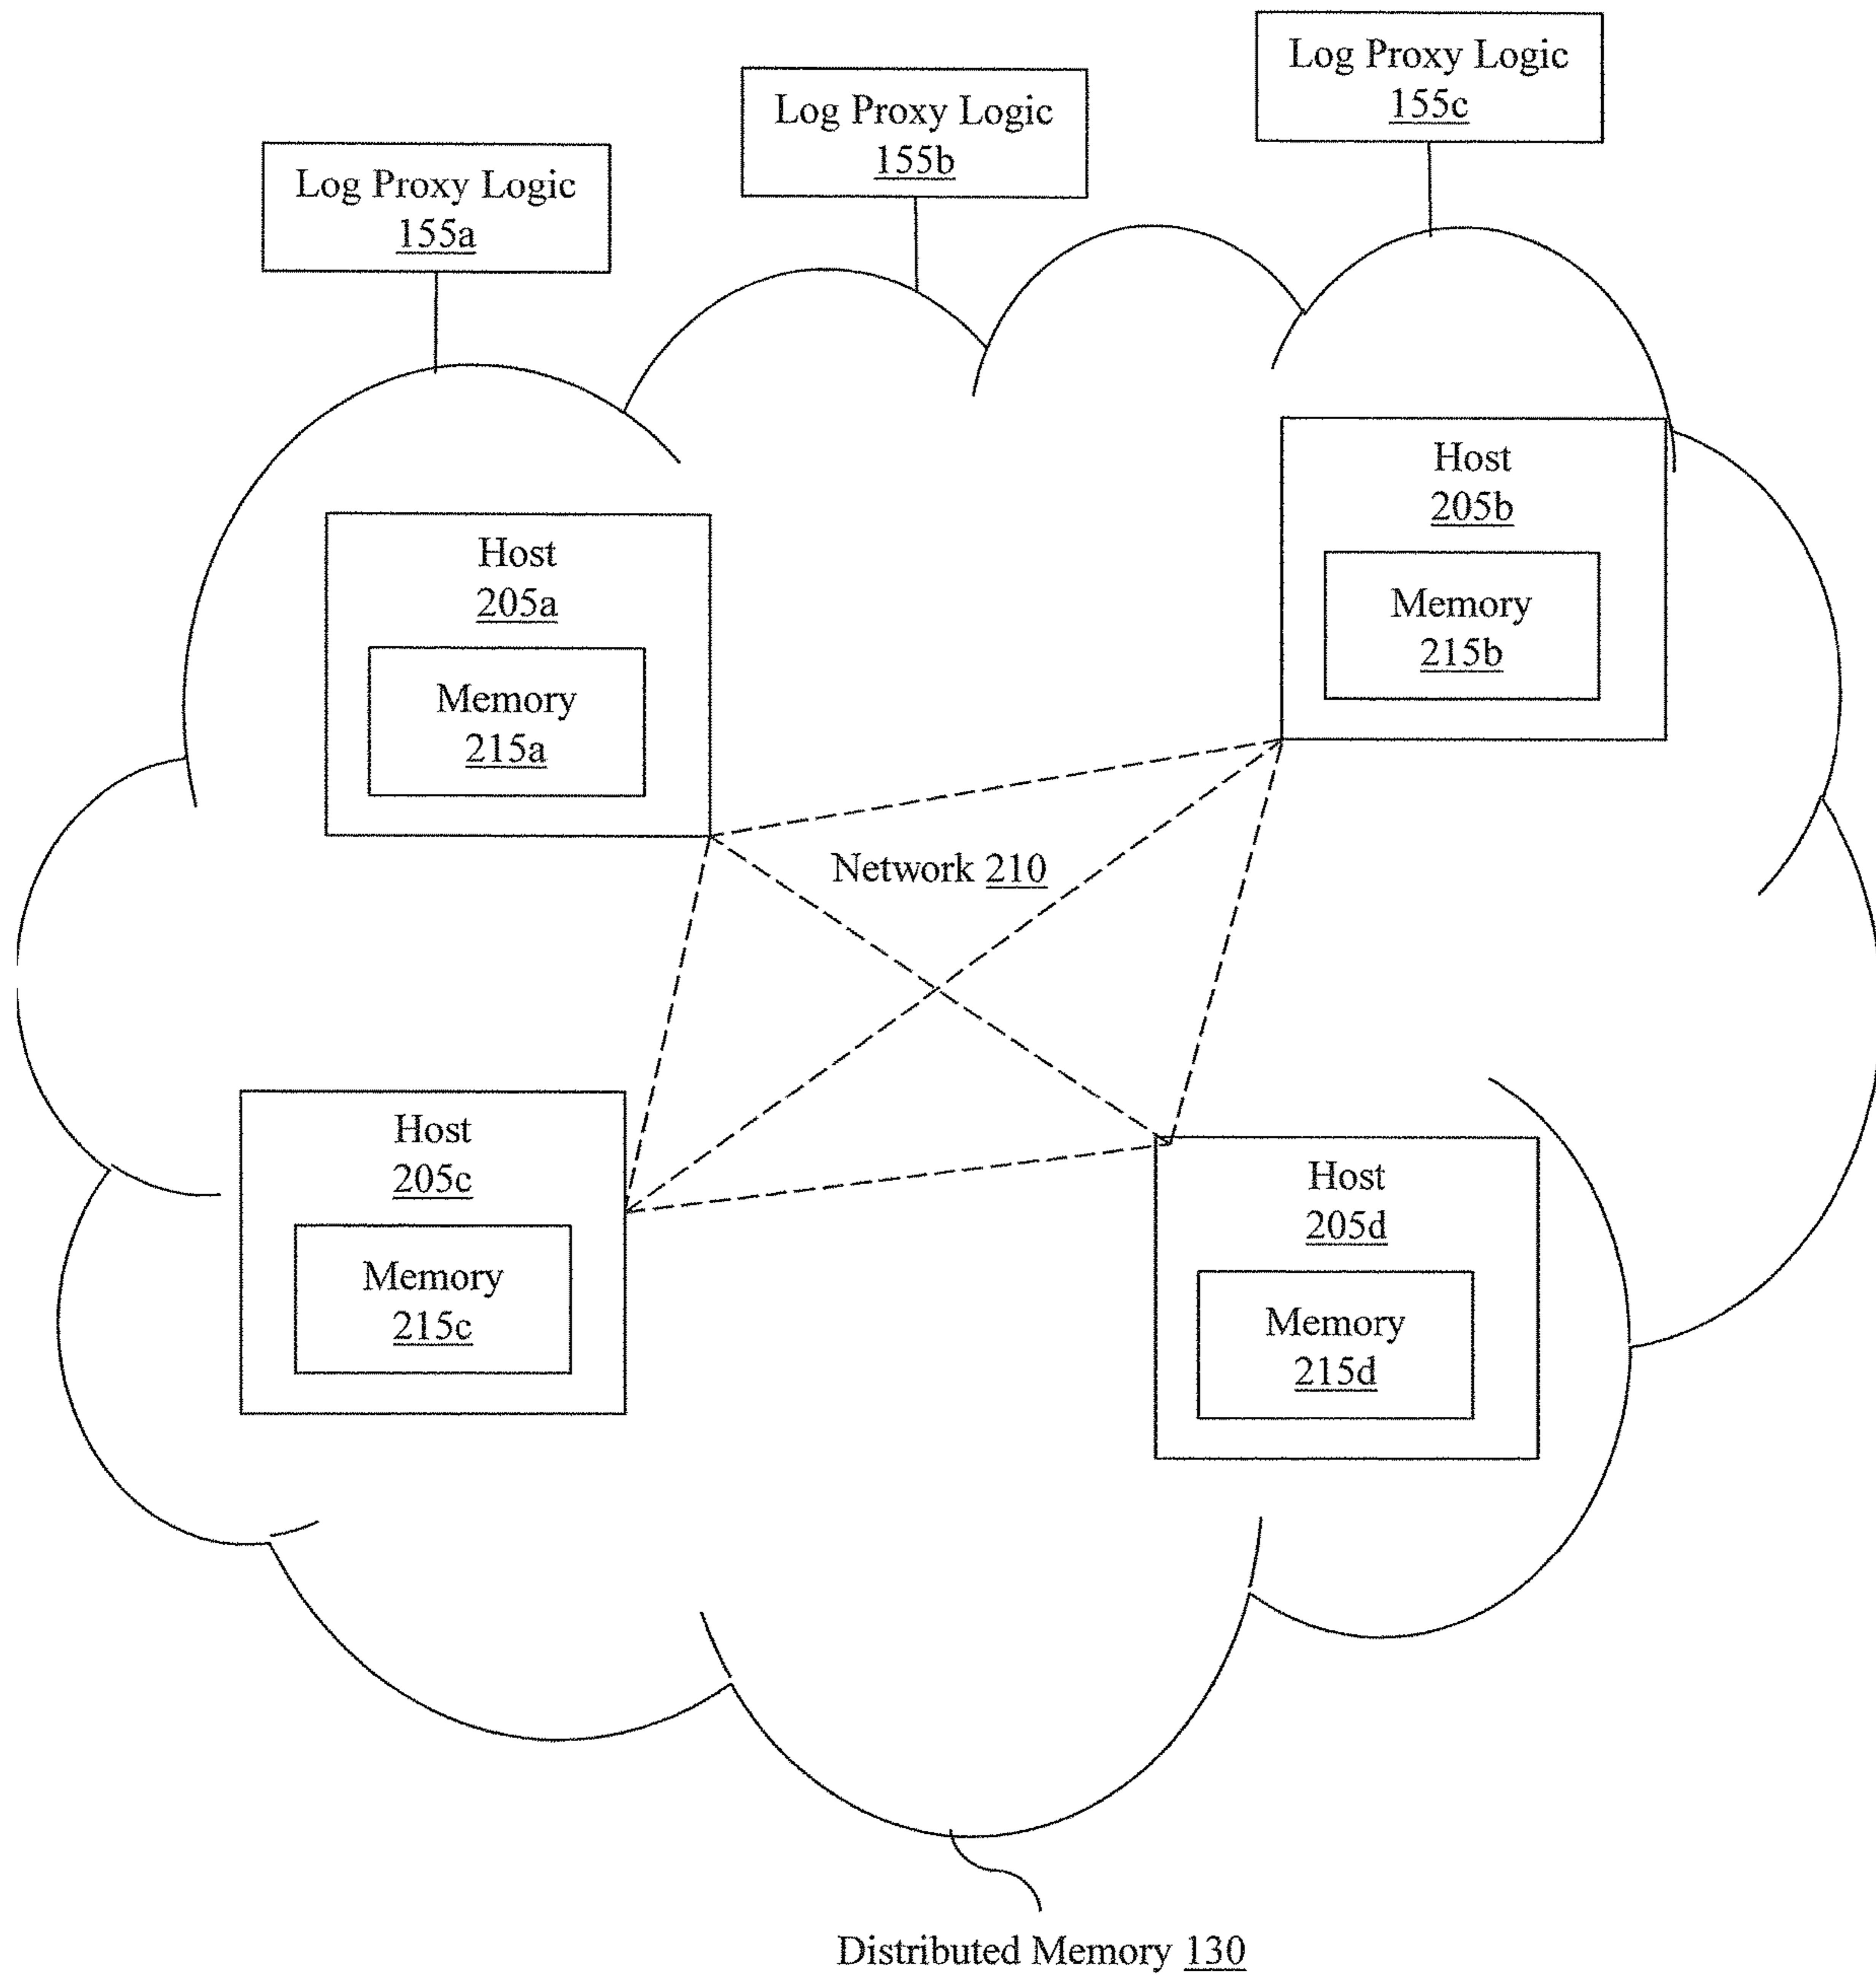 Log Proxy Logic
155a
Log Proxy Logic
155b
Log Proxy Logic
155c
Host
205a
Memory
215a
Host
205b
Memory
215b
Network 210
Host
205c
Memory
215c
Host
205d
Memory
215d
Distributed Memory 130